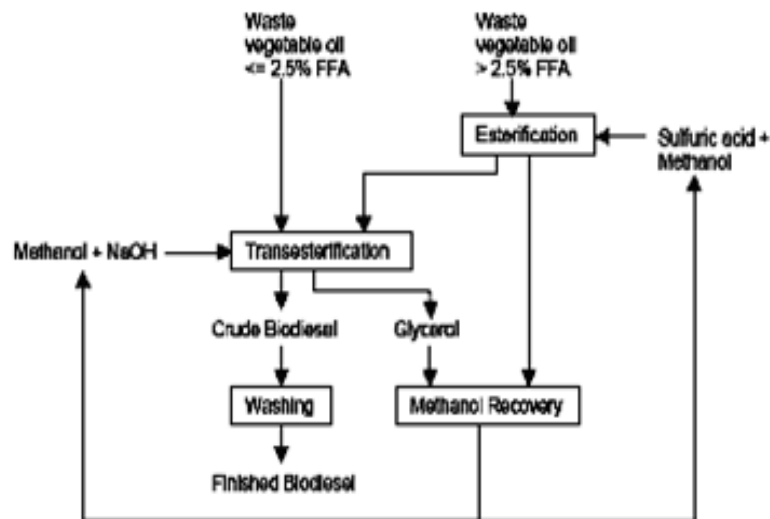 Waste
vegetable oil
<= 2.5% FFA
Waste
vegetable oil
> 2.5% FFA
Esterification
Sulfuric acid +
Methanol
Methanol + NaOH
Transesterification
Crude Biodiesel
Glycerol
Washing
Methanol Recovery
Finished Biodiesel